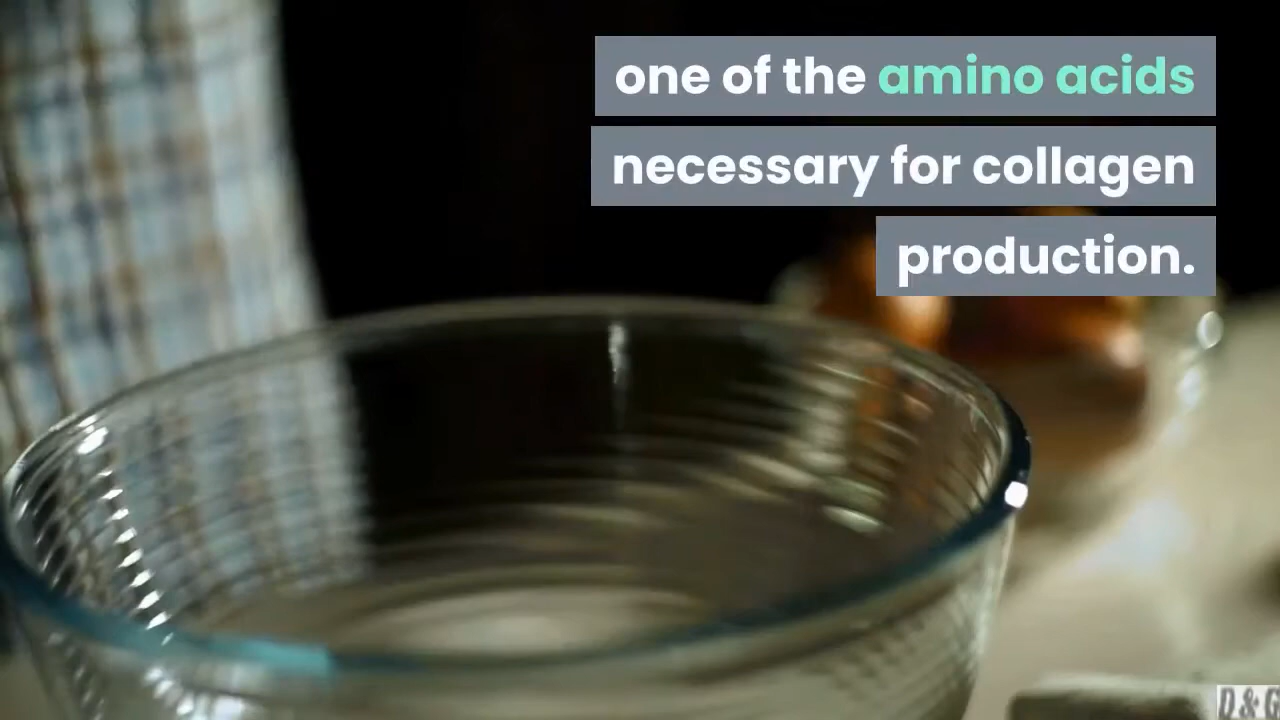 one of the amino acids
necessary for collagen
production.
D&G